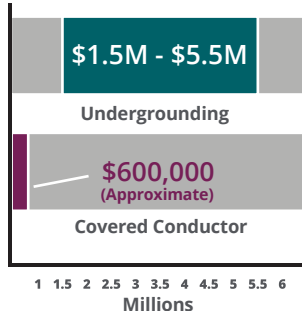 $1.5M - $5.5M
Undergrounding
$600,000
(Approximate)
Covered Conductor
1 1.5 2 2.5 3 3.5 4 4.5 5 5.5 6
Millions